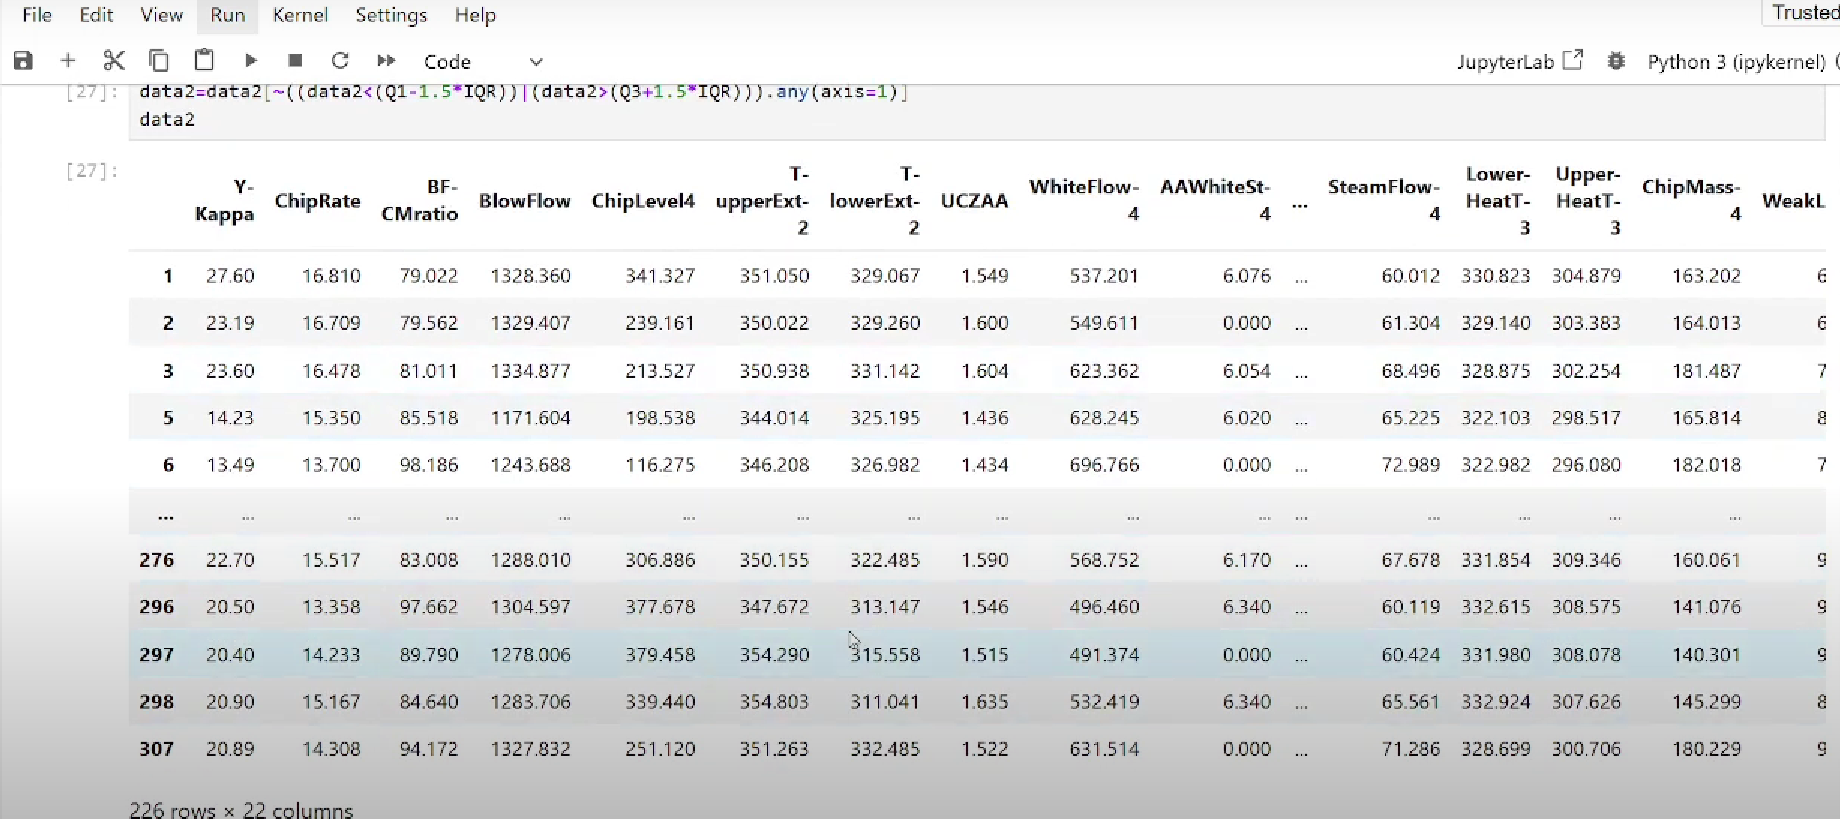 File Edit View Run Kernel Settings Help Trusted
Code JupyterLab Python 3 (ipykernel)
[27]: data2=data2[~((data2<(Q1-1.5*IQR))|(data2>(Q3+1.5*IQR))).any(axis=1)]
data2
[27]:
Y-Kappa ChipRate BF-CMratio BlowFlow ChipLevel4 T-upperExt-2 T-lowerExt-2 UCZAA WhiteFlow-4 AAWhiteSt-4 ... SteamFlow-4 Lower-HeatT-3 Upper-HeatT-3 ChipMass-4 WeakL
1 27.60 16.810 79.022 1328.360 341.327 351.050 329.067 1.549 537.201 6.076 ... 60.012 330.823 304.879 163.202 6
2 23.19 16.709 79.562 1329.407 239.161 350.022 329.260 1.600 549.611 0.000 ... 61.304 329.140 303.383 164.013 6
3 23.60 16.478 81.011 1334.877 213.527 350.938 331.142 1.604 623.362 6.054 ... 68.496 328.875 302.254 181.487 7
5 14.23 15.350 85.518 1171.604 198.538 344.014 325.195 1.436 628.245 6.020 ... 65.225 322.103 298.517 165.814 8
6 13.49 13.700 98.186 1243.688 116.275 346.208 326.982 1.434 696.766 0.000 ... 72.989 322.982 296.080 182.018 7
... ... ... ... ... ... ... ... ... ... ... ... ... ... ... ...
276 22.70 15.517 83.008 1288.010 306.886 350.155 322.485 1.590 568.752 6.170 ... 67.678 331.854 309.346 160.061 9
296 20.50 13.358 97.662 1304.597 377.678 347.672 313.147 1.546 496.460 6.340 ... 60.119 332.615 308.575 141.076 9
297 20.40 14.233 89.790 1278.006 379.458 354.290 315.558 1.515 491.374 0.000 ... 60.424 331.980 308.078 140.301 9
298 20.90 15.167 84.640 1283.706 339.440 354.803 311.041 1.635 532.419 6.340 ... 65.561 332.924 307.626 145.299 8
307 20.89 14.308 94.172 1327.832 251.120 351.263 332.485 1.522 631.514 0.000 ... 71.286 328.699 300.706 180.229 9
226 rows × 22 columns